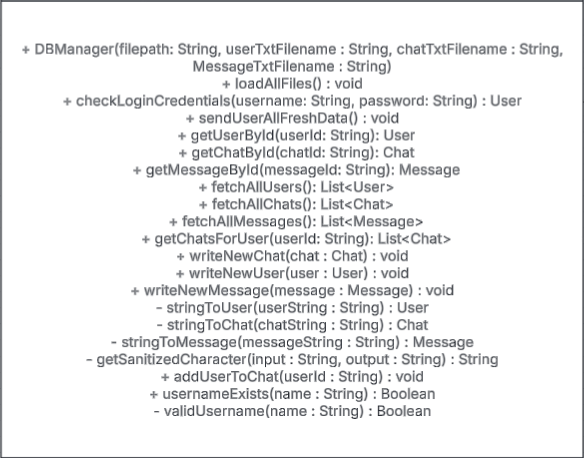 + DBManager(filepath: String, userTxtFilename : String, chatTxtFilename : String,
MessageTxtFilename : String)
+ loadAllFiles() : void
+ checkLoginCredentials(username: String, password: String) : User
+ sendUserAllFreshData() : void
+ getUserById(userId: String): User
+ getChatById(chatId: String): Chat
+ getMessageById(messageId: String): Message
+ fetchAllUsers(): List<User>
+ fetchAllChats(): List<Chat>
+ fetchAllMessages(): List<Message>
+ getChatsForUser(userId: String): List<Chat>
+ writeNewChat(chat : Chat) : void
+ writeNewUser(user : User) : void
+ writeNewMessage(message : Message) : void
- stringToUser(userString : String) : User
- stringToChat(chatString : String) : Chat
- stringToMessage(messageString : String) : Message
- getSanitizedCharacter(input : String, output : String) : String
+ addUserToChat(userId : String) : void
+ usernameExists(name : String) : Boolean
- validUsername(name : String) : Boolean